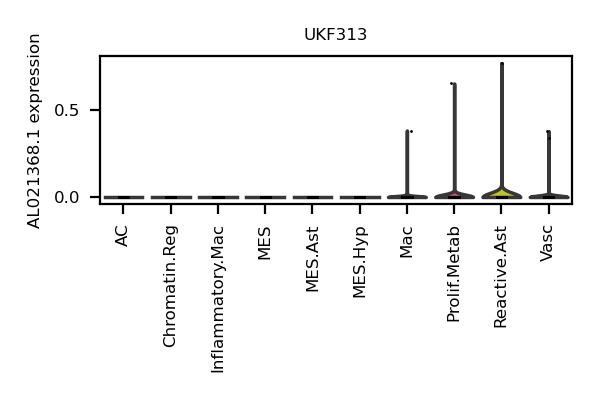 UKF313
AL021368.1 expression
0.5
0.0
AC
Chromatin.Reg
Inflammatory.Mac
MES
MES.Ast
MES.Hyp
Mac
Prolif.Metab
Reactive.Ast
Vasc